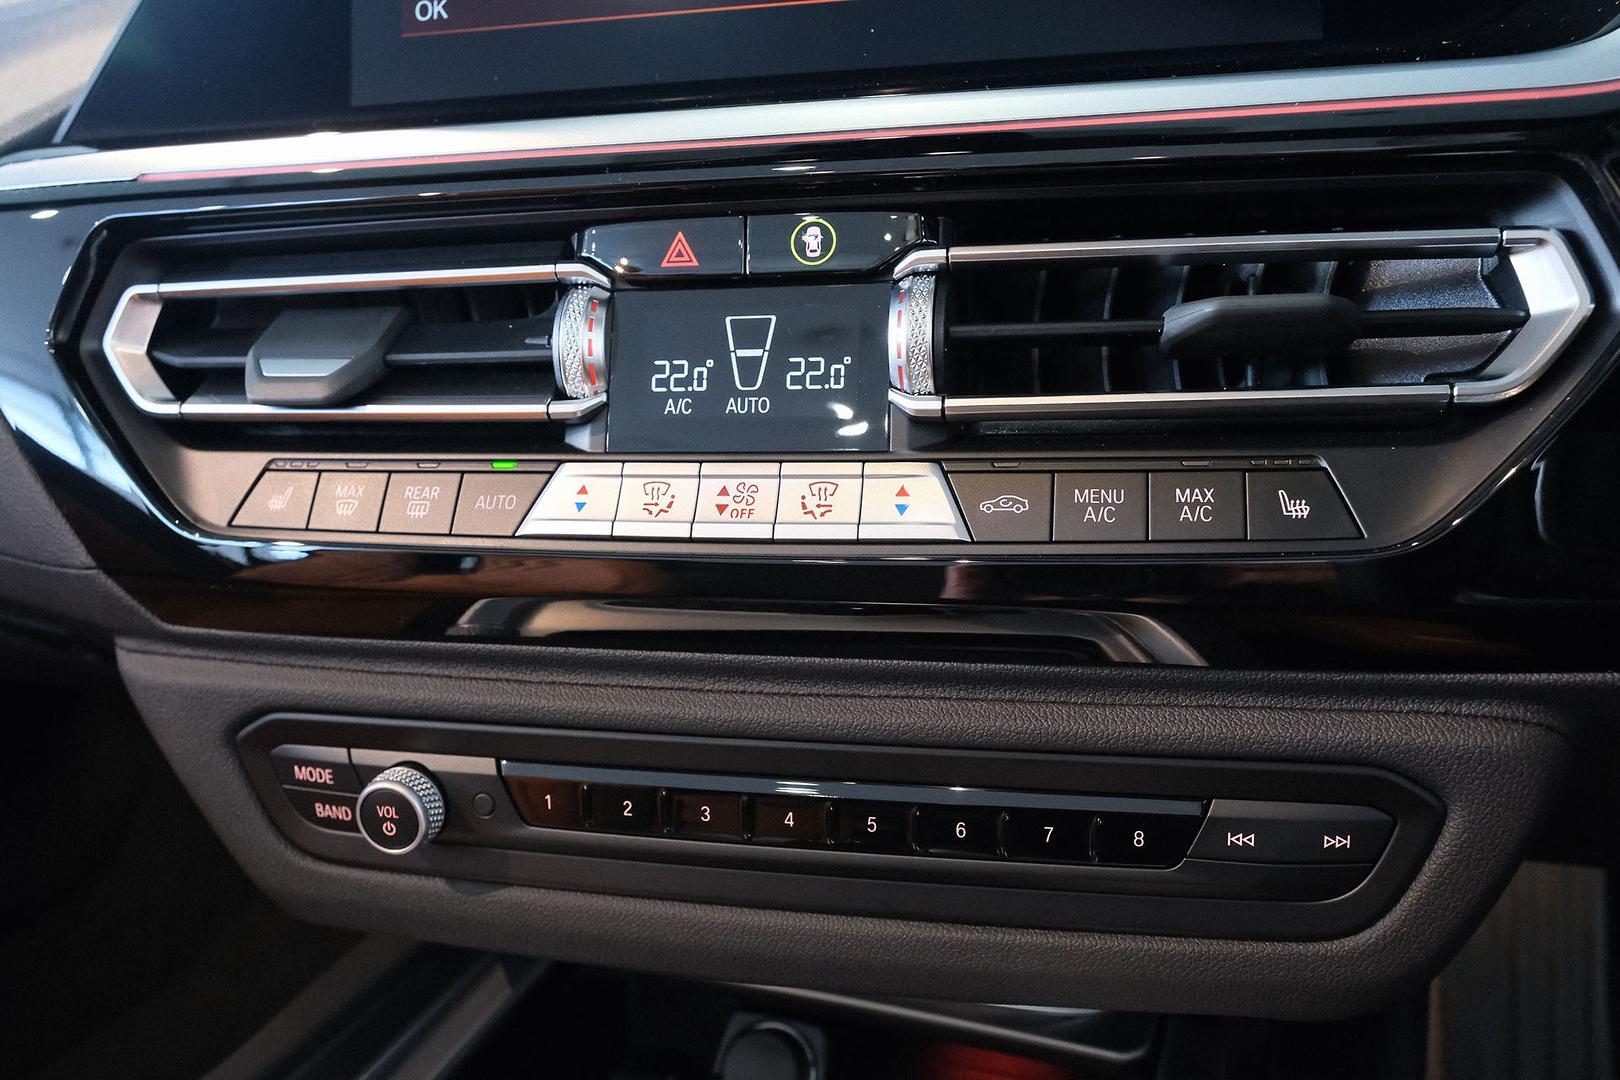 OK
22.0° 22.0°
A/C AUTO
MAX
REAR
AUTO
OFF
MENU
A/C
MAX
A/C
MODE
BAND
VOL
1 2 3 4 5 6 7 8